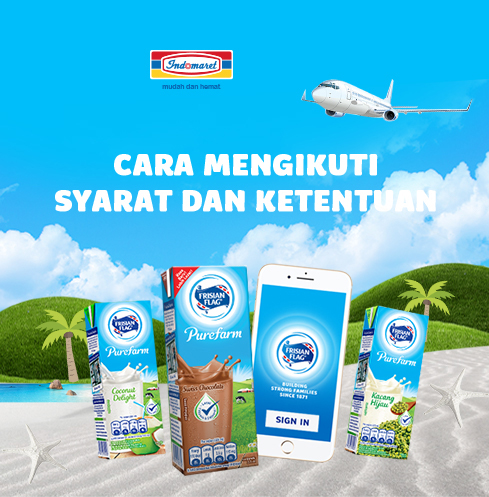 Indomaret
mudah dan hemat
CARA MENGIKUTI
SYARAT DAN KETENTUAN
FRISIAN
FLAG
Purefarm
Coconut
Delight
FRISIAN
FLAG
Purefarm
Swiss Chocolate
FRISIAN
FLAG
BUILDING
STRONG FAMILIES
SINCE 1871
SIGN IN
FRISIAN
FLAG
Purefarm
Kacang
Hijau